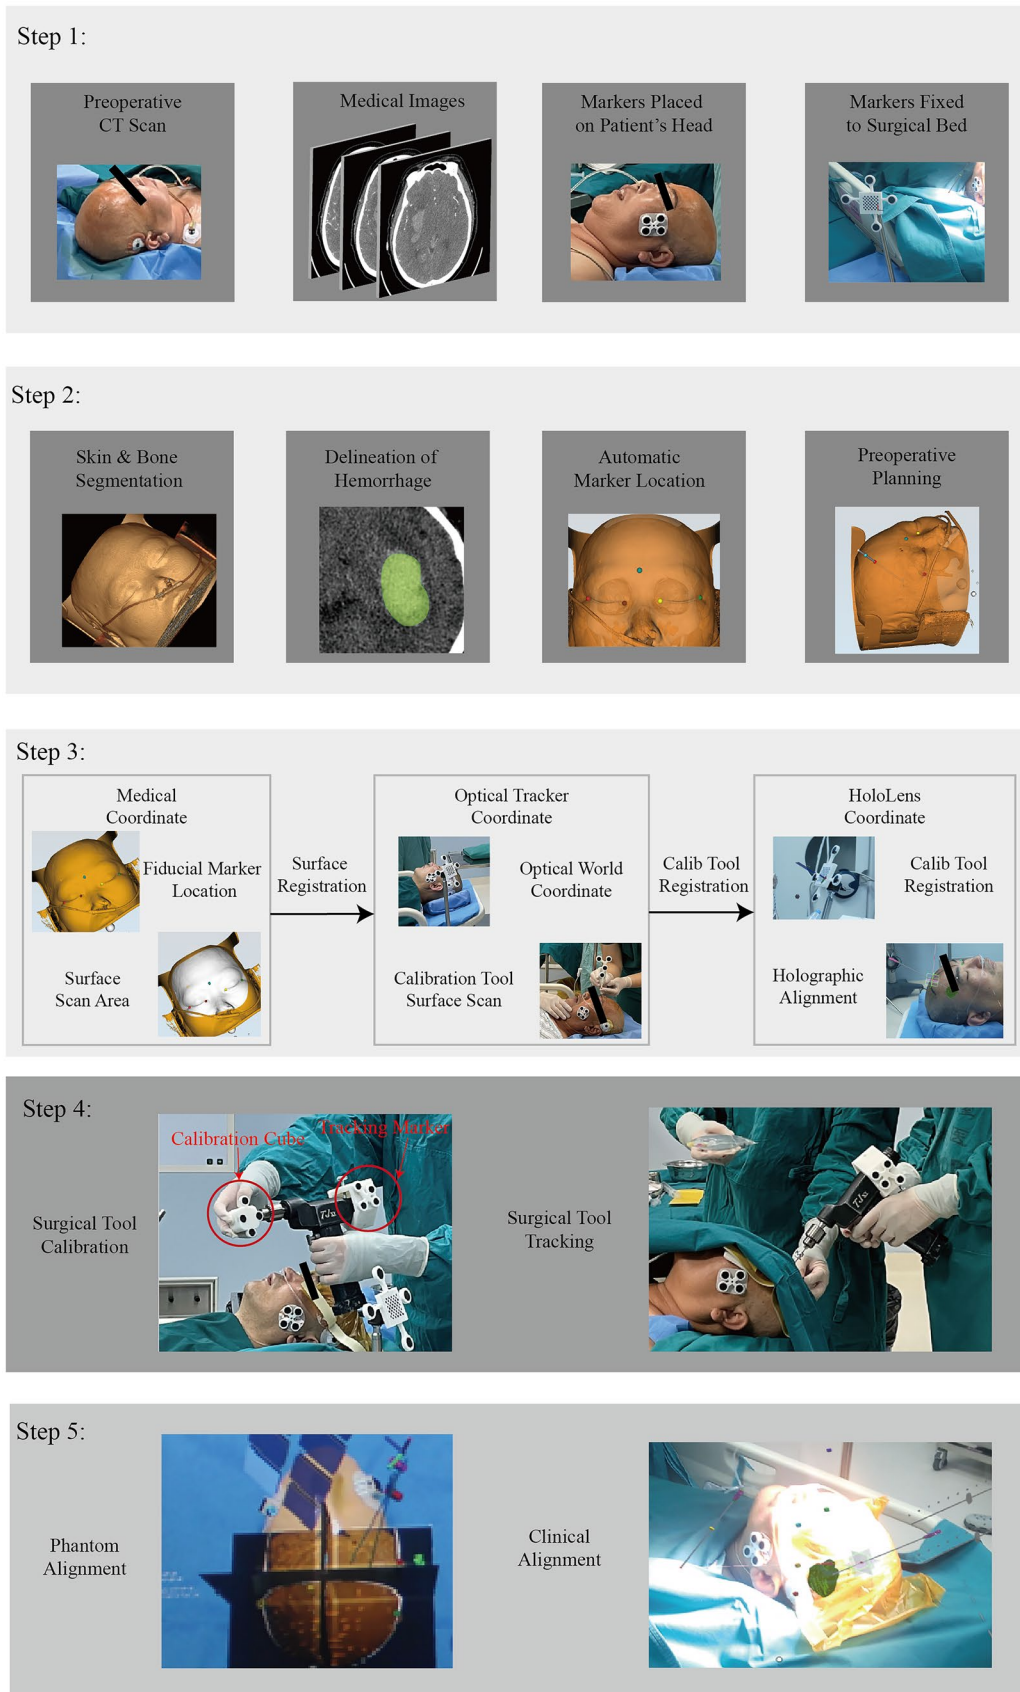 Step 1:
Preoperative
CT Scan
Medical Images
Markers Placed
on Patient's Head
Markers Fixed
to Surgical Bed
Step 2:
Skin & Bone
Segmentation
Delineation of
Hemorrhage
Automatic
Marker Location
Preoperative
Planning
Step 3:
Medical
Coordinate
Fiducial Marker
Location
Surface
Scan Area
Surface
Registration
Optical Tracker
Coordinate
Optical World
Coordinate
Calibration Tool
Surface Scan
Calib Tool
Registration
HoloLens
Coordinate
Calib Tool
Registration
Holographic
Alignment
Step 4:
Surgical Tool
Calibration
Calibration Cube
Tracking Marker
Surgical Tool
Tracking
Step 5:
Phantom
Alignment
Clinical
Alignment